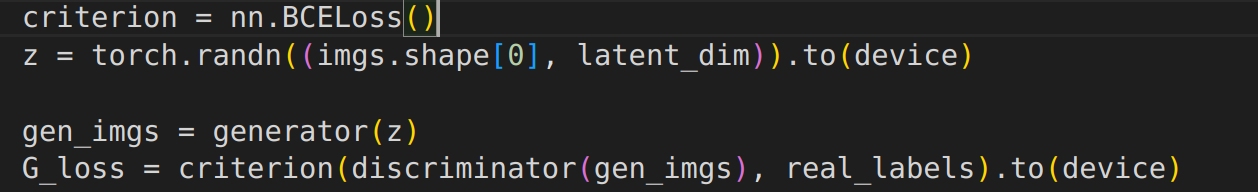 criterion = nn.BCELoss()
z = torch.randn((imgs.shape[0], latent_dim)).to(device)
gen_imgs = generator(z)
G_loss = criterion(discriminator(gen_imgs), real_labels).to(device)